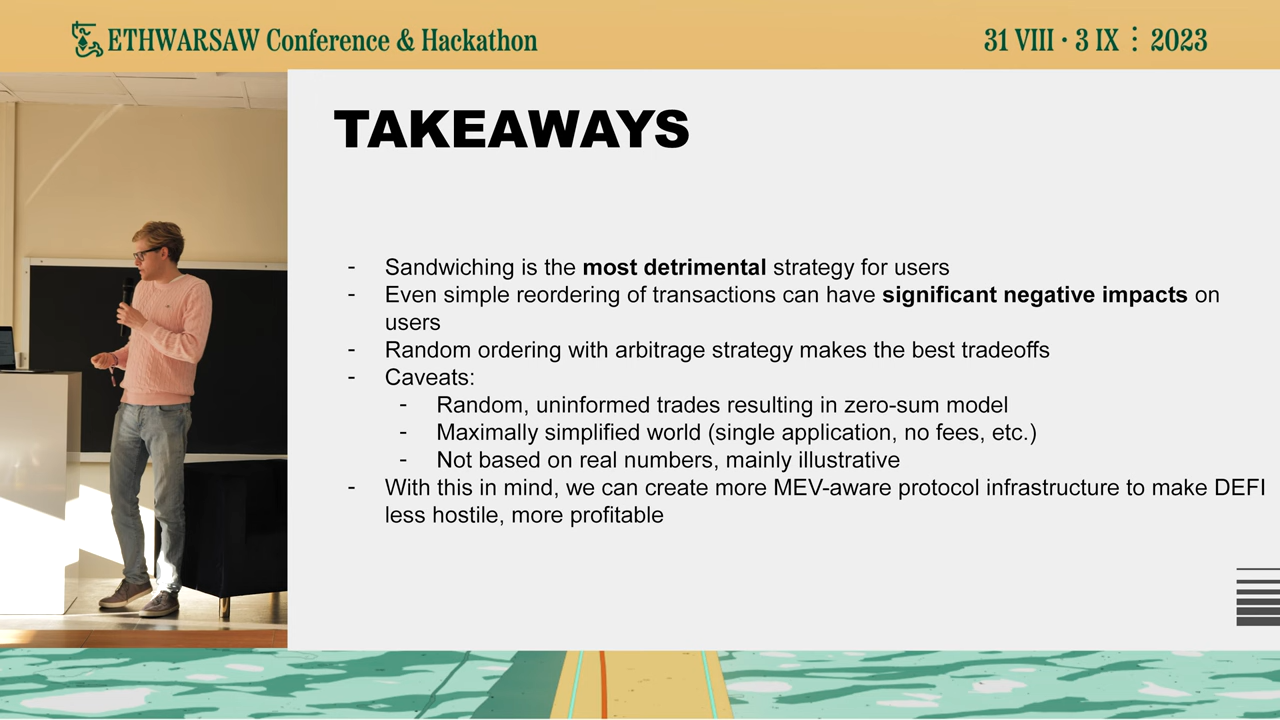 ETHWARSAW Conference & Hackathon
31 VIII · 3 IX ⋮ 2023
TAKEAWAYS
- Sandwiching is the most detrimental strategy for users
- Even simple reordering of transactions can have significant negative impacts on
users
- Random ordering with arbitrage strategy makes the best tradeoffs
- Caveats:
- Random, uninformed trades resulting in zero-sum model
- Maximally simplified world (single application, no fees, etc.)
- Not based on real numbers, mainly illustrative
- With this in mind, we can create more MEV-aware protocol infrastructure to make DEFI
less hostile, more profitable